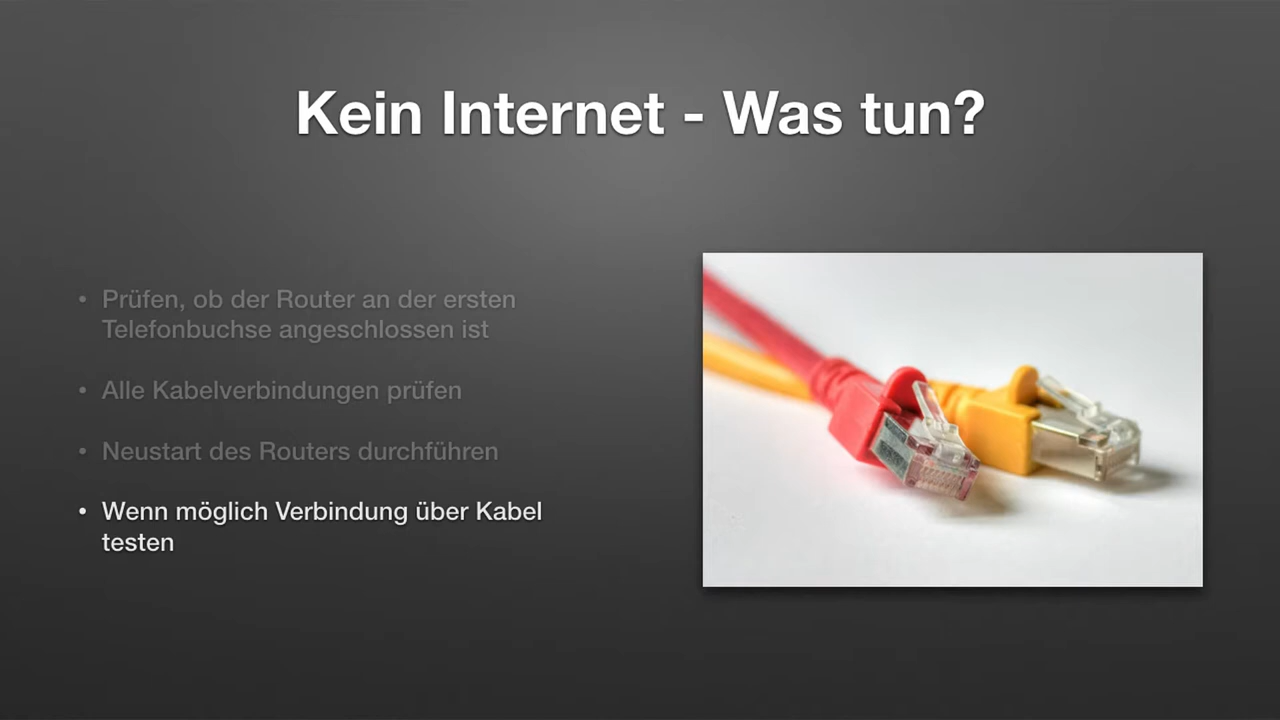 Kein Internet - Was tun?
• Prüfen, ob der Router an der ersten
Telefonbuchse angeschlossen ist
• Alle Kabelverbindungen prüfen
• Neustart des Routers durchführen
• Wenn möglich Verbindung über Kabel
testen